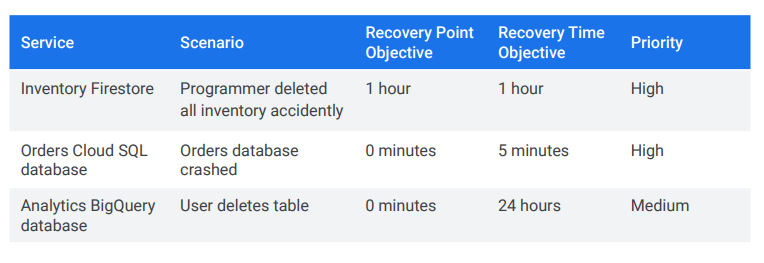 Service Scenario Recovery Point Objective Recovery Time Objective Priority
Inventory Firestore Programmer deleted all inventory accidently 1 hour 1 hour High
Orders Cloud SQL database Orders database crashed 0 minutes 5 minutes High
Analytics BigQuery database User deletes table 0 minutes 24 hours Medium